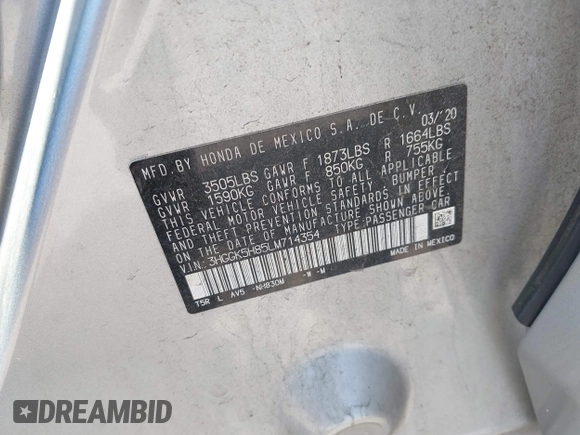 MFD.BY HONDA DE MEXICO S.A. DE C.V. 03/'20
GVWR 3505LBS GAWR F 1873LBS R 1664LBS
GVWR 1590KG GAWR F 850KG R 755KG
THIS VEHICLE CONFORMS TO ALL APPLICABLE
FEDERAL MOTOR VEHICLE SAFETY, BUMPER,
AND THEFT PREVENTION STANDARDS IN EFFECT
ON THE DATE OF MANUFACTURE SHOWN ABOVE.
V.I.N: 3HGGK5H85LM714354 TYPE:PASSENGER CAR
MADE IN MEXICO
T5R L AV5 -NH830M -W -M
DREAMBID